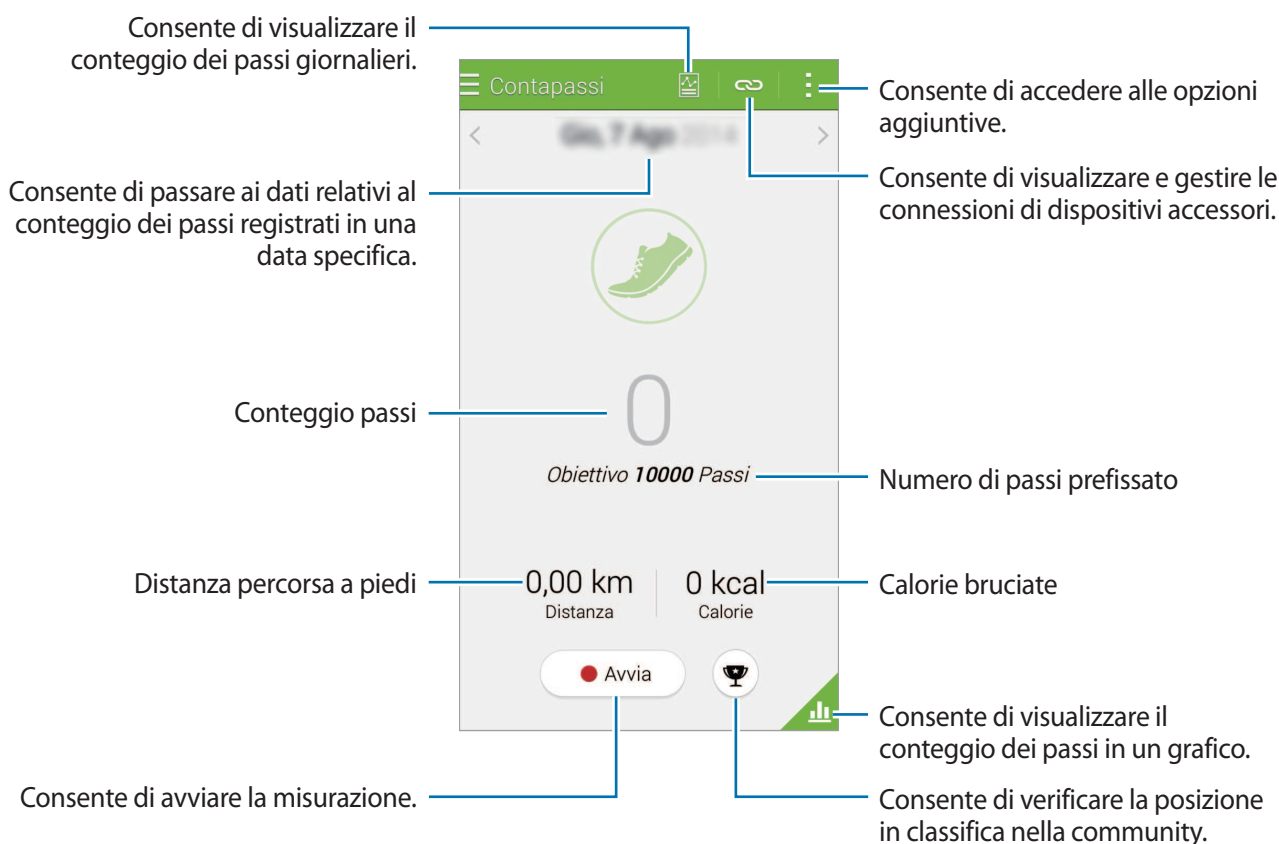 Consente di visualizzare il
conteggio dei passi giornalieri.
Contapassi
Consente di accedere alle opzioni
aggiuntive.
Gio, 7 Ago 2014
Consente di passare ai dati relativi al
conteggio dei passi registrati in una
data specifica.
Consente di visualizzare e gestire le
connessioni di dispositivi accessori.
Conteggio passi
0
Obiettivo 10000 Passi
Numero di passi prefissato
Distanza percorsa a piedi
0,00 km
Distanza
0 kcal
Calorie
Calorie bruciate
Avvia
Consente di visualizzare il
conteggio dei passi in un grafico.
Consente di avviare la misurazione.
Consente di verificare la posizione
in classifica nella community.